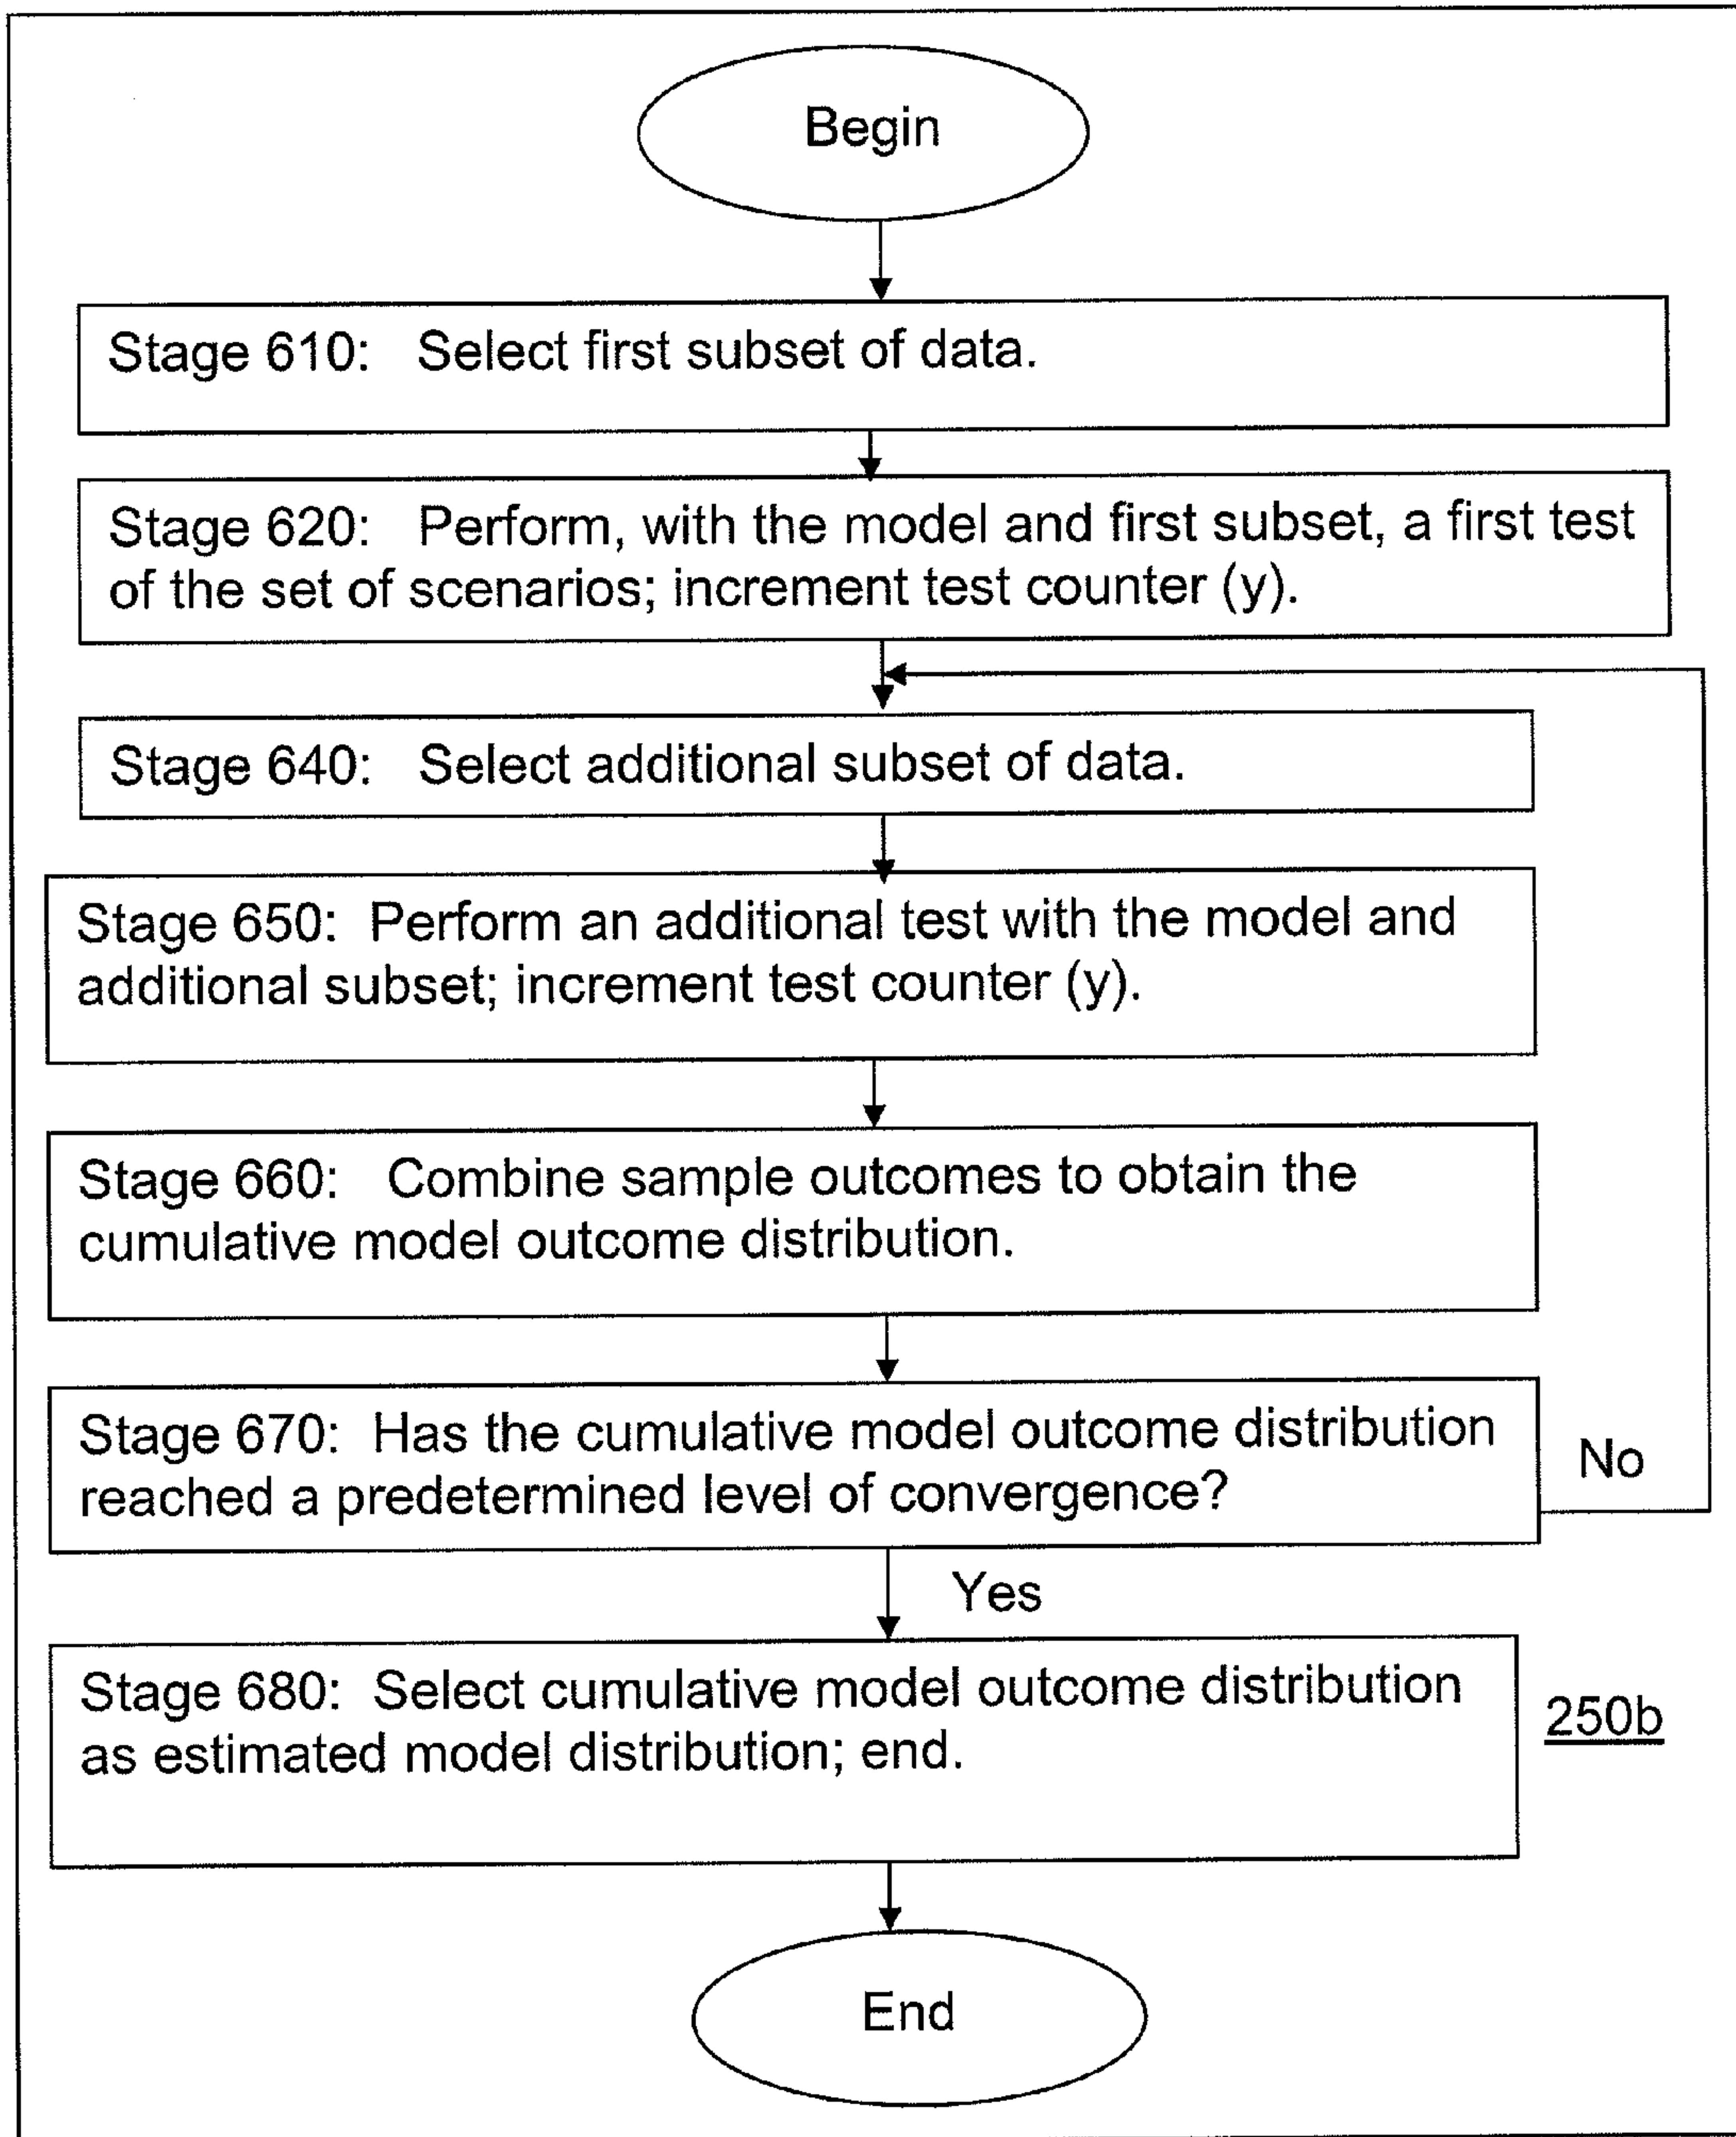 Begin
Stage 610: Select first subset of data.
Stage 620: Perform, with the model and first subset, a first test
of the set of scenarios; increment test counter (y).
Stage 640: Select additional subset of data.
Stage 650: Perform an additional test with the model and
additional subset; increment test counter (y).
Stage 660: Combine sample outcomes to obtain the
cumulative model outcome distribution.
Stage 670: Has the cumulative model outcome distribution
reached a predetermined level of convergence?
No
Yes
Stage 680: Select cumulative model outcome distribution
as estimated model distribution; end.
250b
End